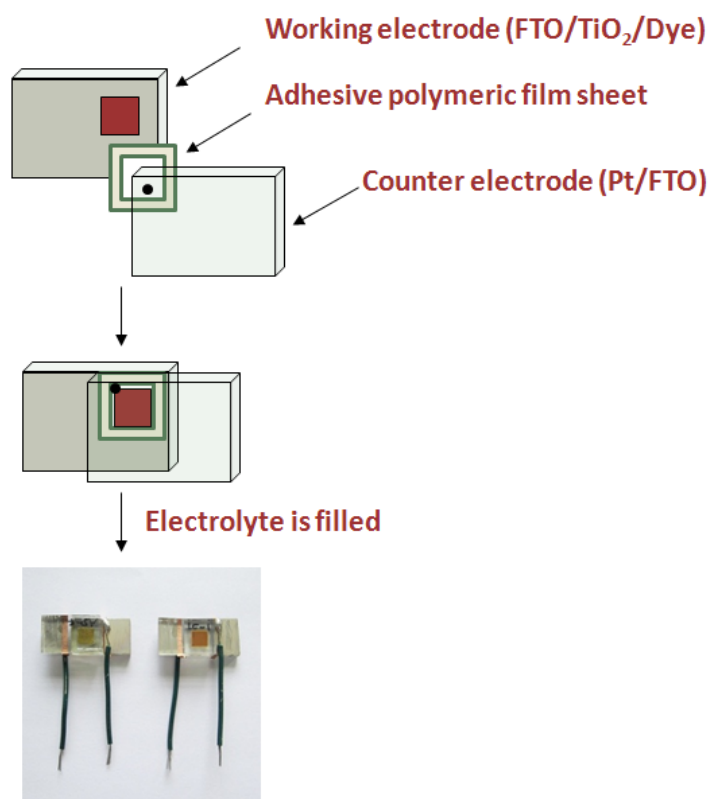 Working electrode (FTO/TiO₂/Dye)
Adhesive polymeric film sheet
Counter electrode (Pt/FTO)
Electrolyte is filled